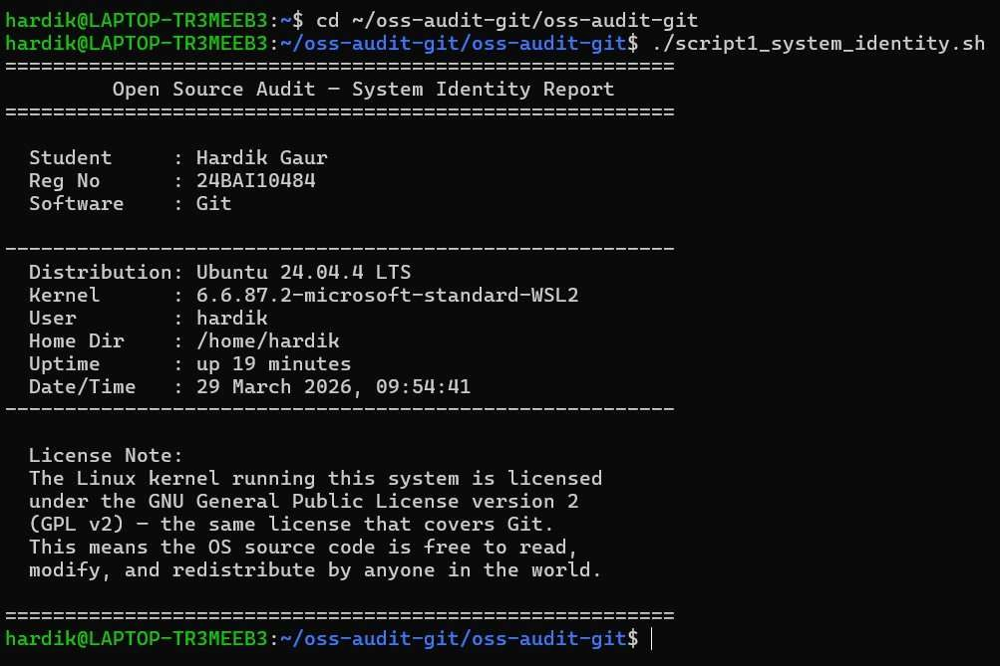 hardik@LAPTOP-TR3MEEB3:~$ cd ~/oss-audit-git/oss-audit-git
hardik@LAPTOP-TR3MEEB3:~/oss-audit-git/oss-audit-git$ ./script1_system_identity.sh
========================================================
         Open Source Audit — System Identity Report
========================================================

  Student     : Hardik Gaur
  Reg No      : 24BAI10484
  Software    : Git

--------------------------------------------------------
  Distribution: Ubuntu 24.04.4 LTS
  Kernel      : 6.6.87.2-microsoft-standard-WSL2
  User        : hardik
  Home Dir    : /home/hardik
  Uptime      : up 19 minutes
  Date/Time   : 29 March 2026, 09:54:41
--------------------------------------------------------

  License Note:
  The Linux kernel running this system is licensed
  under the GNU General Public License version 2
  (GPL v2) — the same license that covers Git.
  This means the OS source code is free to read,
  modify, and redistribute by anyone in the world.

========================================================
hardik@LAPTOP-TR3MEEB3:~/oss-audit-git/oss-audit-git$